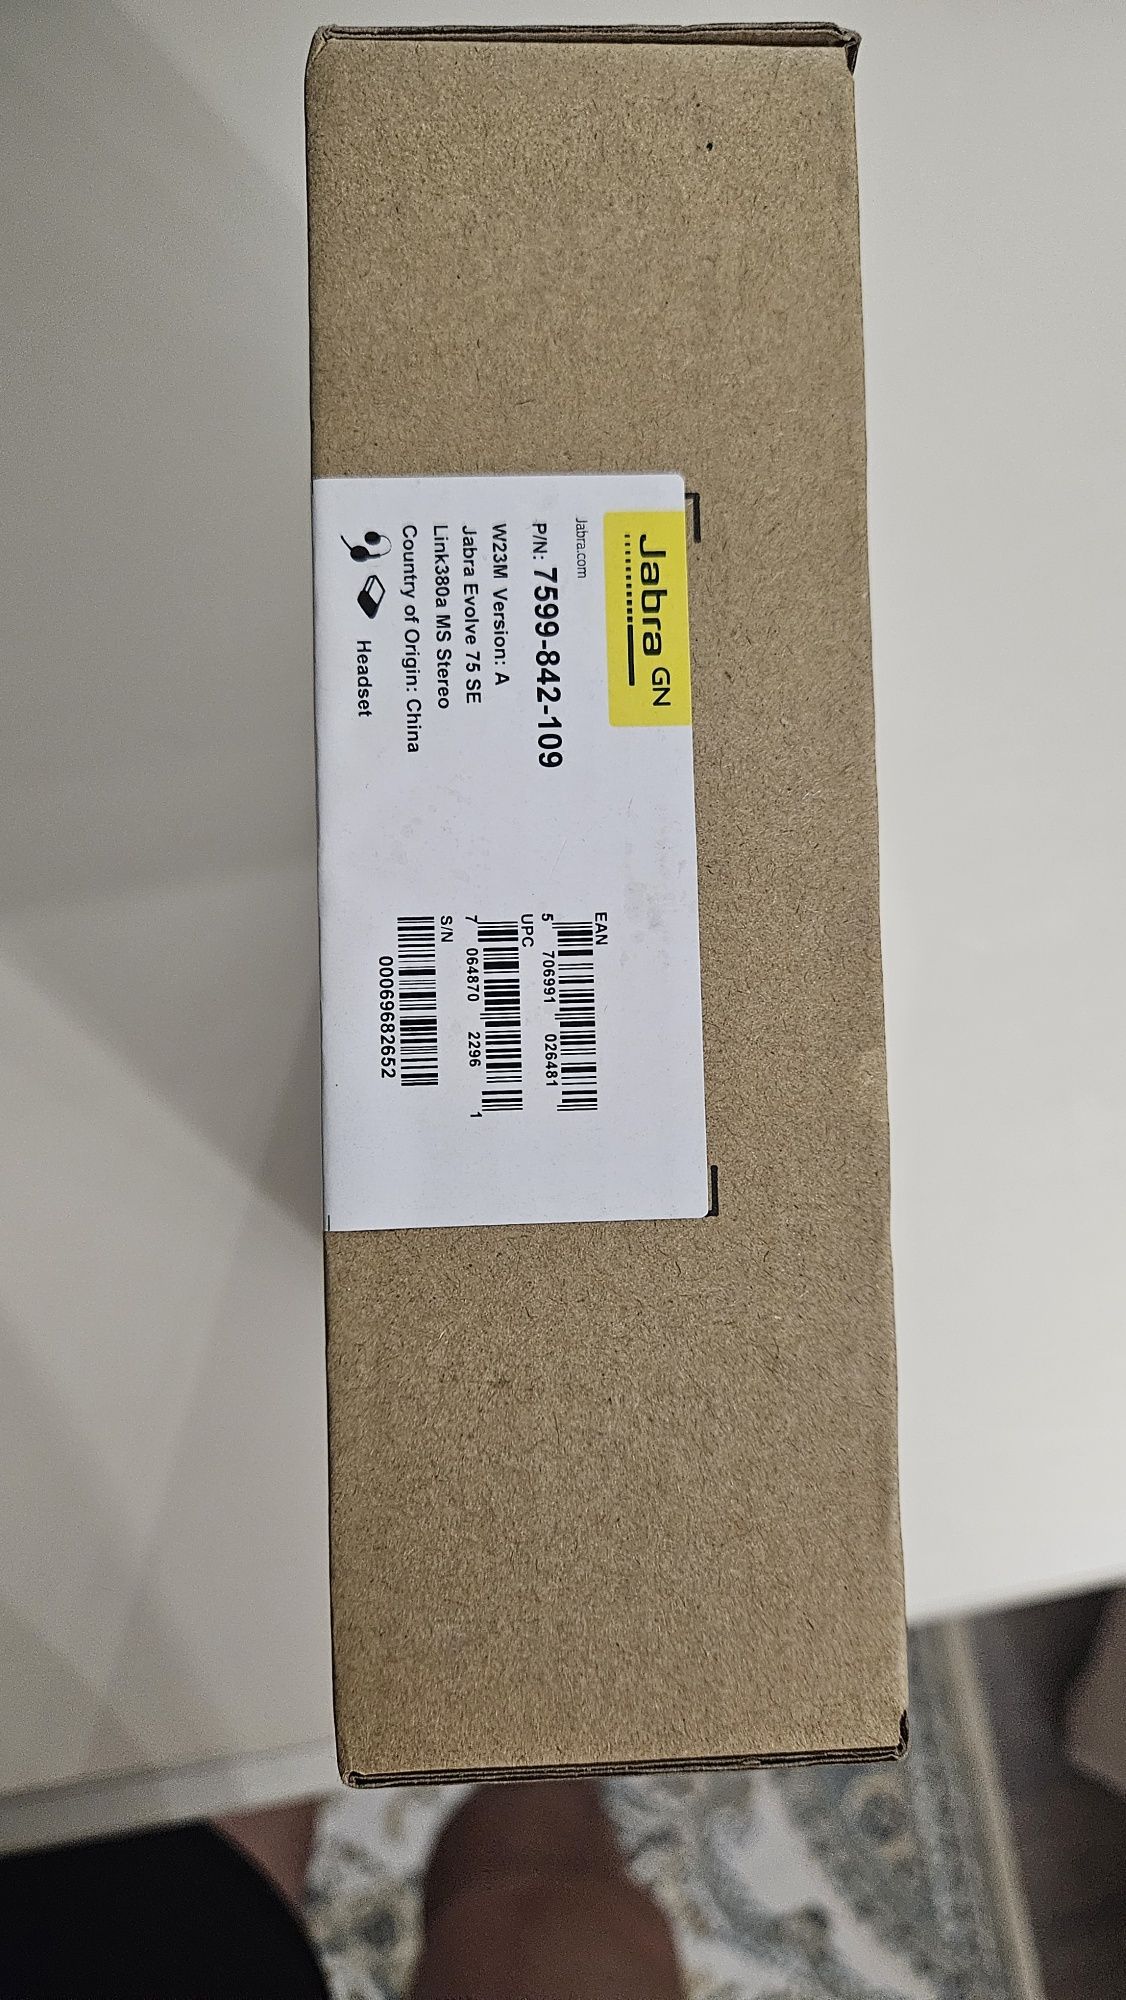 Jabra GN
Jabra.com
P/N: 7599-842-109
W23M Version: A
Jabra Evolve 75 SE
Link380a MS Stereo
Country of Origin: China
Headset
EAN
5 706991 026481
UPC
7 064870 2296 1
S/N
00069682652